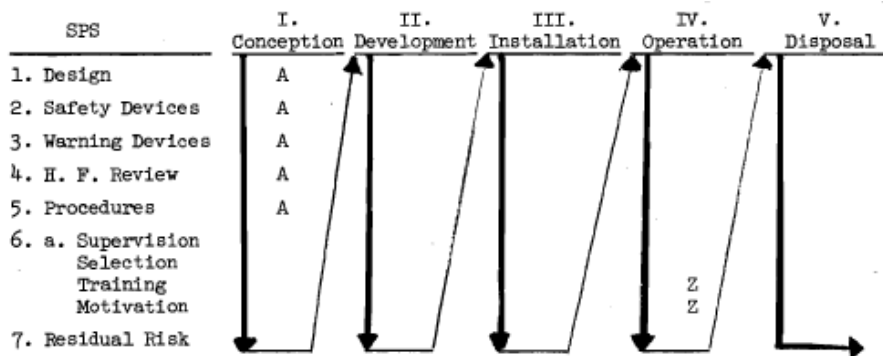 I. II. III. IV. V.
SPS Conception Development Installation Operation Disposal
1. Design A
2. Safety Devices A
3. Warning Devices A
4. H. F. Review A
5. Procedures A
6. a. Supervision
Selection
Training Z
Motivation Z
7. Residual Risk